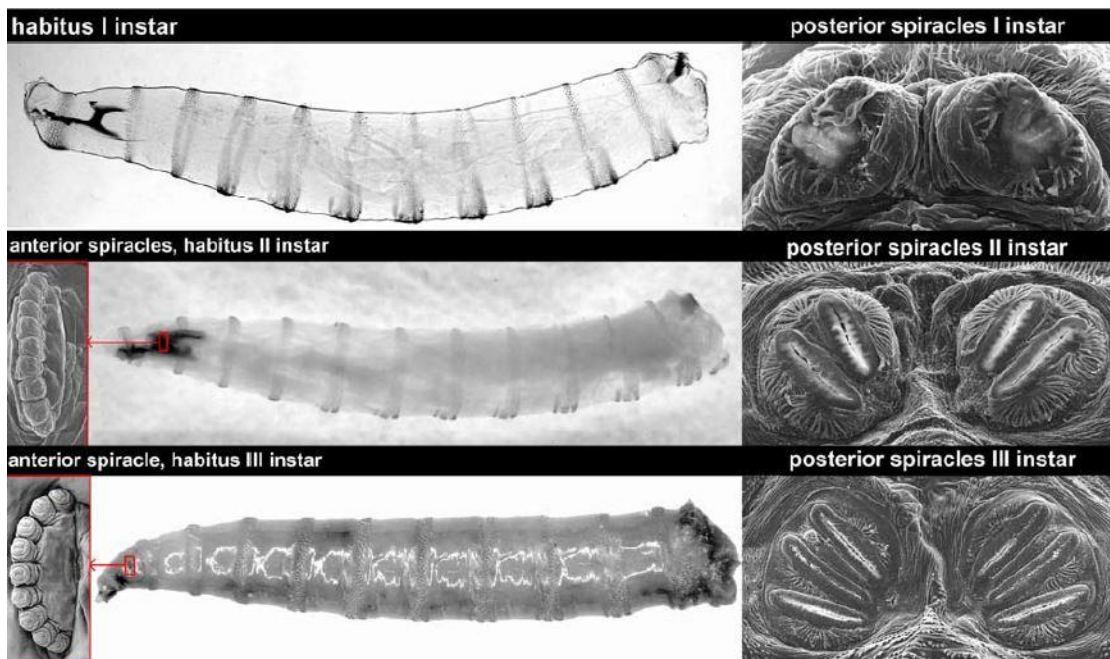 habitus I instar
posterior spiracles I instar
anterior spiracles, habitus II instar
posterior spiracles II instar
anterior spiracle, habitus III instar
posterior spiracles III instar